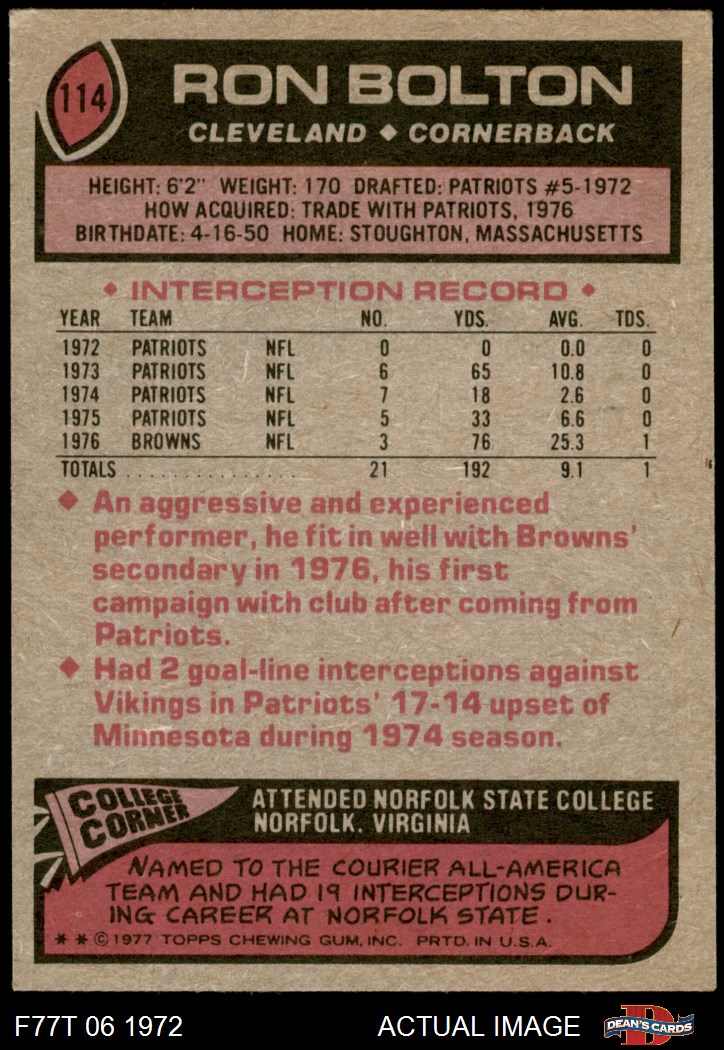 114
RON BOLTON
CLEVELAND ◆ CORNERBACK
HEIGHT: 6'2" WEIGHT: 170 DRAFTED: PATRIOTS #5-1972
HOW ACQUIRED: TRADE WITH PATRIOTS, 1976
BIRTHDATE: 4-16-50 HOME: STOUGHTON, MASSACHUSETTS
◆ INTERCEPTION RECORD ◆
YEAR TEAM NO. YDS. AVG. TDS.
1972 PATRIOTS NFL 0 0 0.0 0
1973 PATRIOTS NFL 6 65 10.8 0
1974 PATRIOTS NFL 7 18 2.6 0
1975 PATRIOTS NFL 5 33 6.6 0
1976 BROWNS NFL 3 76 25.3 1
TOTALS . . . . . . . . . . . . . . . . 21 192 9.1 1
◆ An aggressive and experienced
performer, he fit in well with Browns'
secondary in 1976, his first
campaign with club after coming from
Patriots.
◆ Had 2 goal-line interceptions against
Vikings in Patriots' 17-14 upset of
Minnesota during 1974 season.
COLLEGE
CORNER
ATTENDED NORFOLK STATE COLLEGE
NORFOLK, VIRGINIA
NAMED TO THE COURIER ALL-AMERICA
TEAM AND HAD 19 INTERCEPTIONS DUR-
ING CAREER AT NORFOLK STATE.
* * © 1977 TOPPS CHEWING GUM, INC. PRTD. IN U.S.A.
F77T 06 1972 ACTUAL IMAGE
D
DEAN'S CARDS